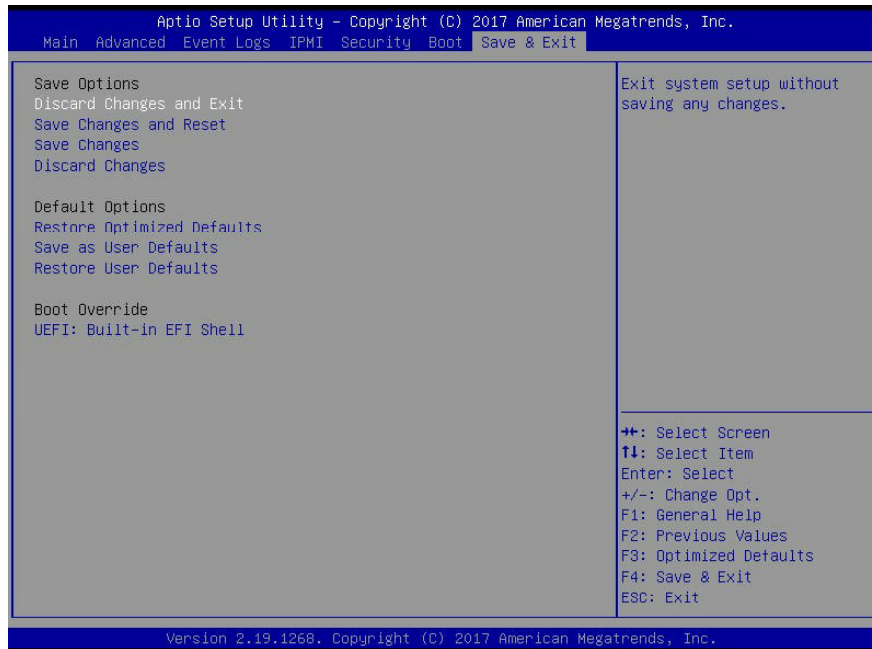 Aptio Setup Utility – Copyright (C) 2017 American Megatrends, Inc.
Main Advanced Event Logs IPMI Security Boot Save & Exit
Save Options
Discard Changes and Exit
Save Changes and Reset
Save Changes
Discard Changes
Default Options
Restore Optimized Defaults
Save as User Defaults
Restore User Defaults
Boot Override
UEFI: Built-in EFI Shell
Exit system setup without
saving any changes.
→←: Select Screen
↑↓: Select Item
Enter: Select
+/-: Change Opt.
F1: General Help
F2: Previous Values
F3: Optimized Defaults
F4: Save & Exit
ESC: Exit
Version 2.19.1268. Copyright (C) 2017 American Megatrends, Inc.